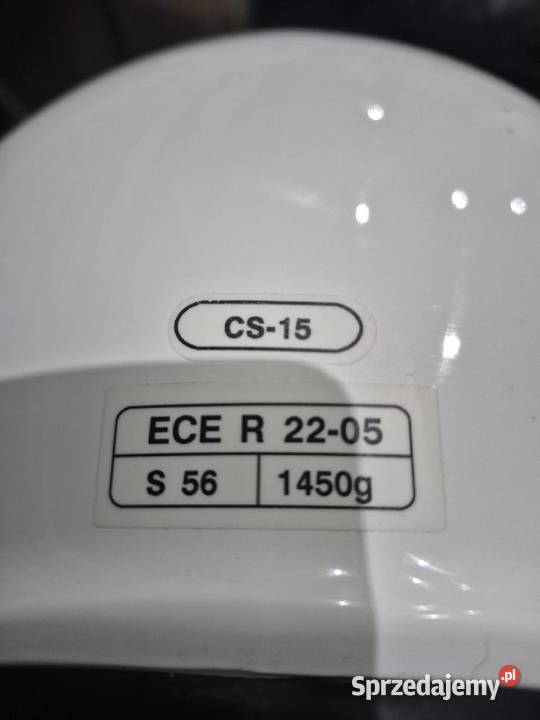 CS-15
ECE R 22-05
S 56 1450g
Sprzedajemy.pl